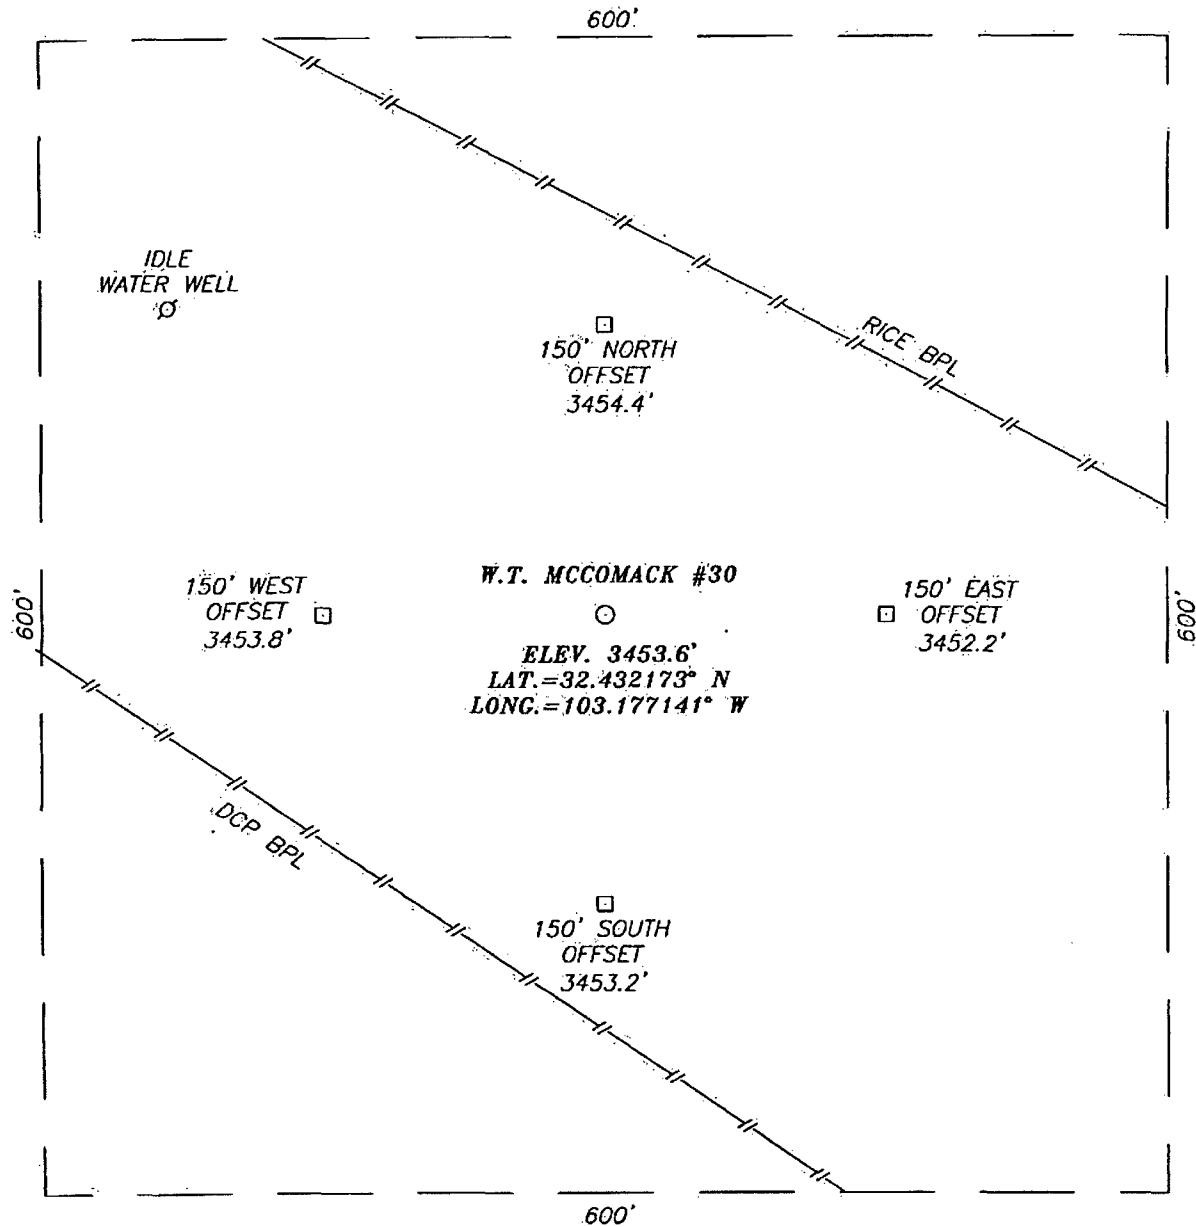 600'
IDLE
WATER WELL
150' NORTH
OFFSET
3454.4'
RICE BPL
600'
150' WEST
OFFSET
3453.8'
W.T. MCCOMACK #30
ELEV. 3453.6'
LAT.=32.432173° N
LONG.=103.177141° W
150' EAST
OFFSET
3452.2'
600'
DCP BPL
150' SOUTH
OFFSET
3453.2'
600'